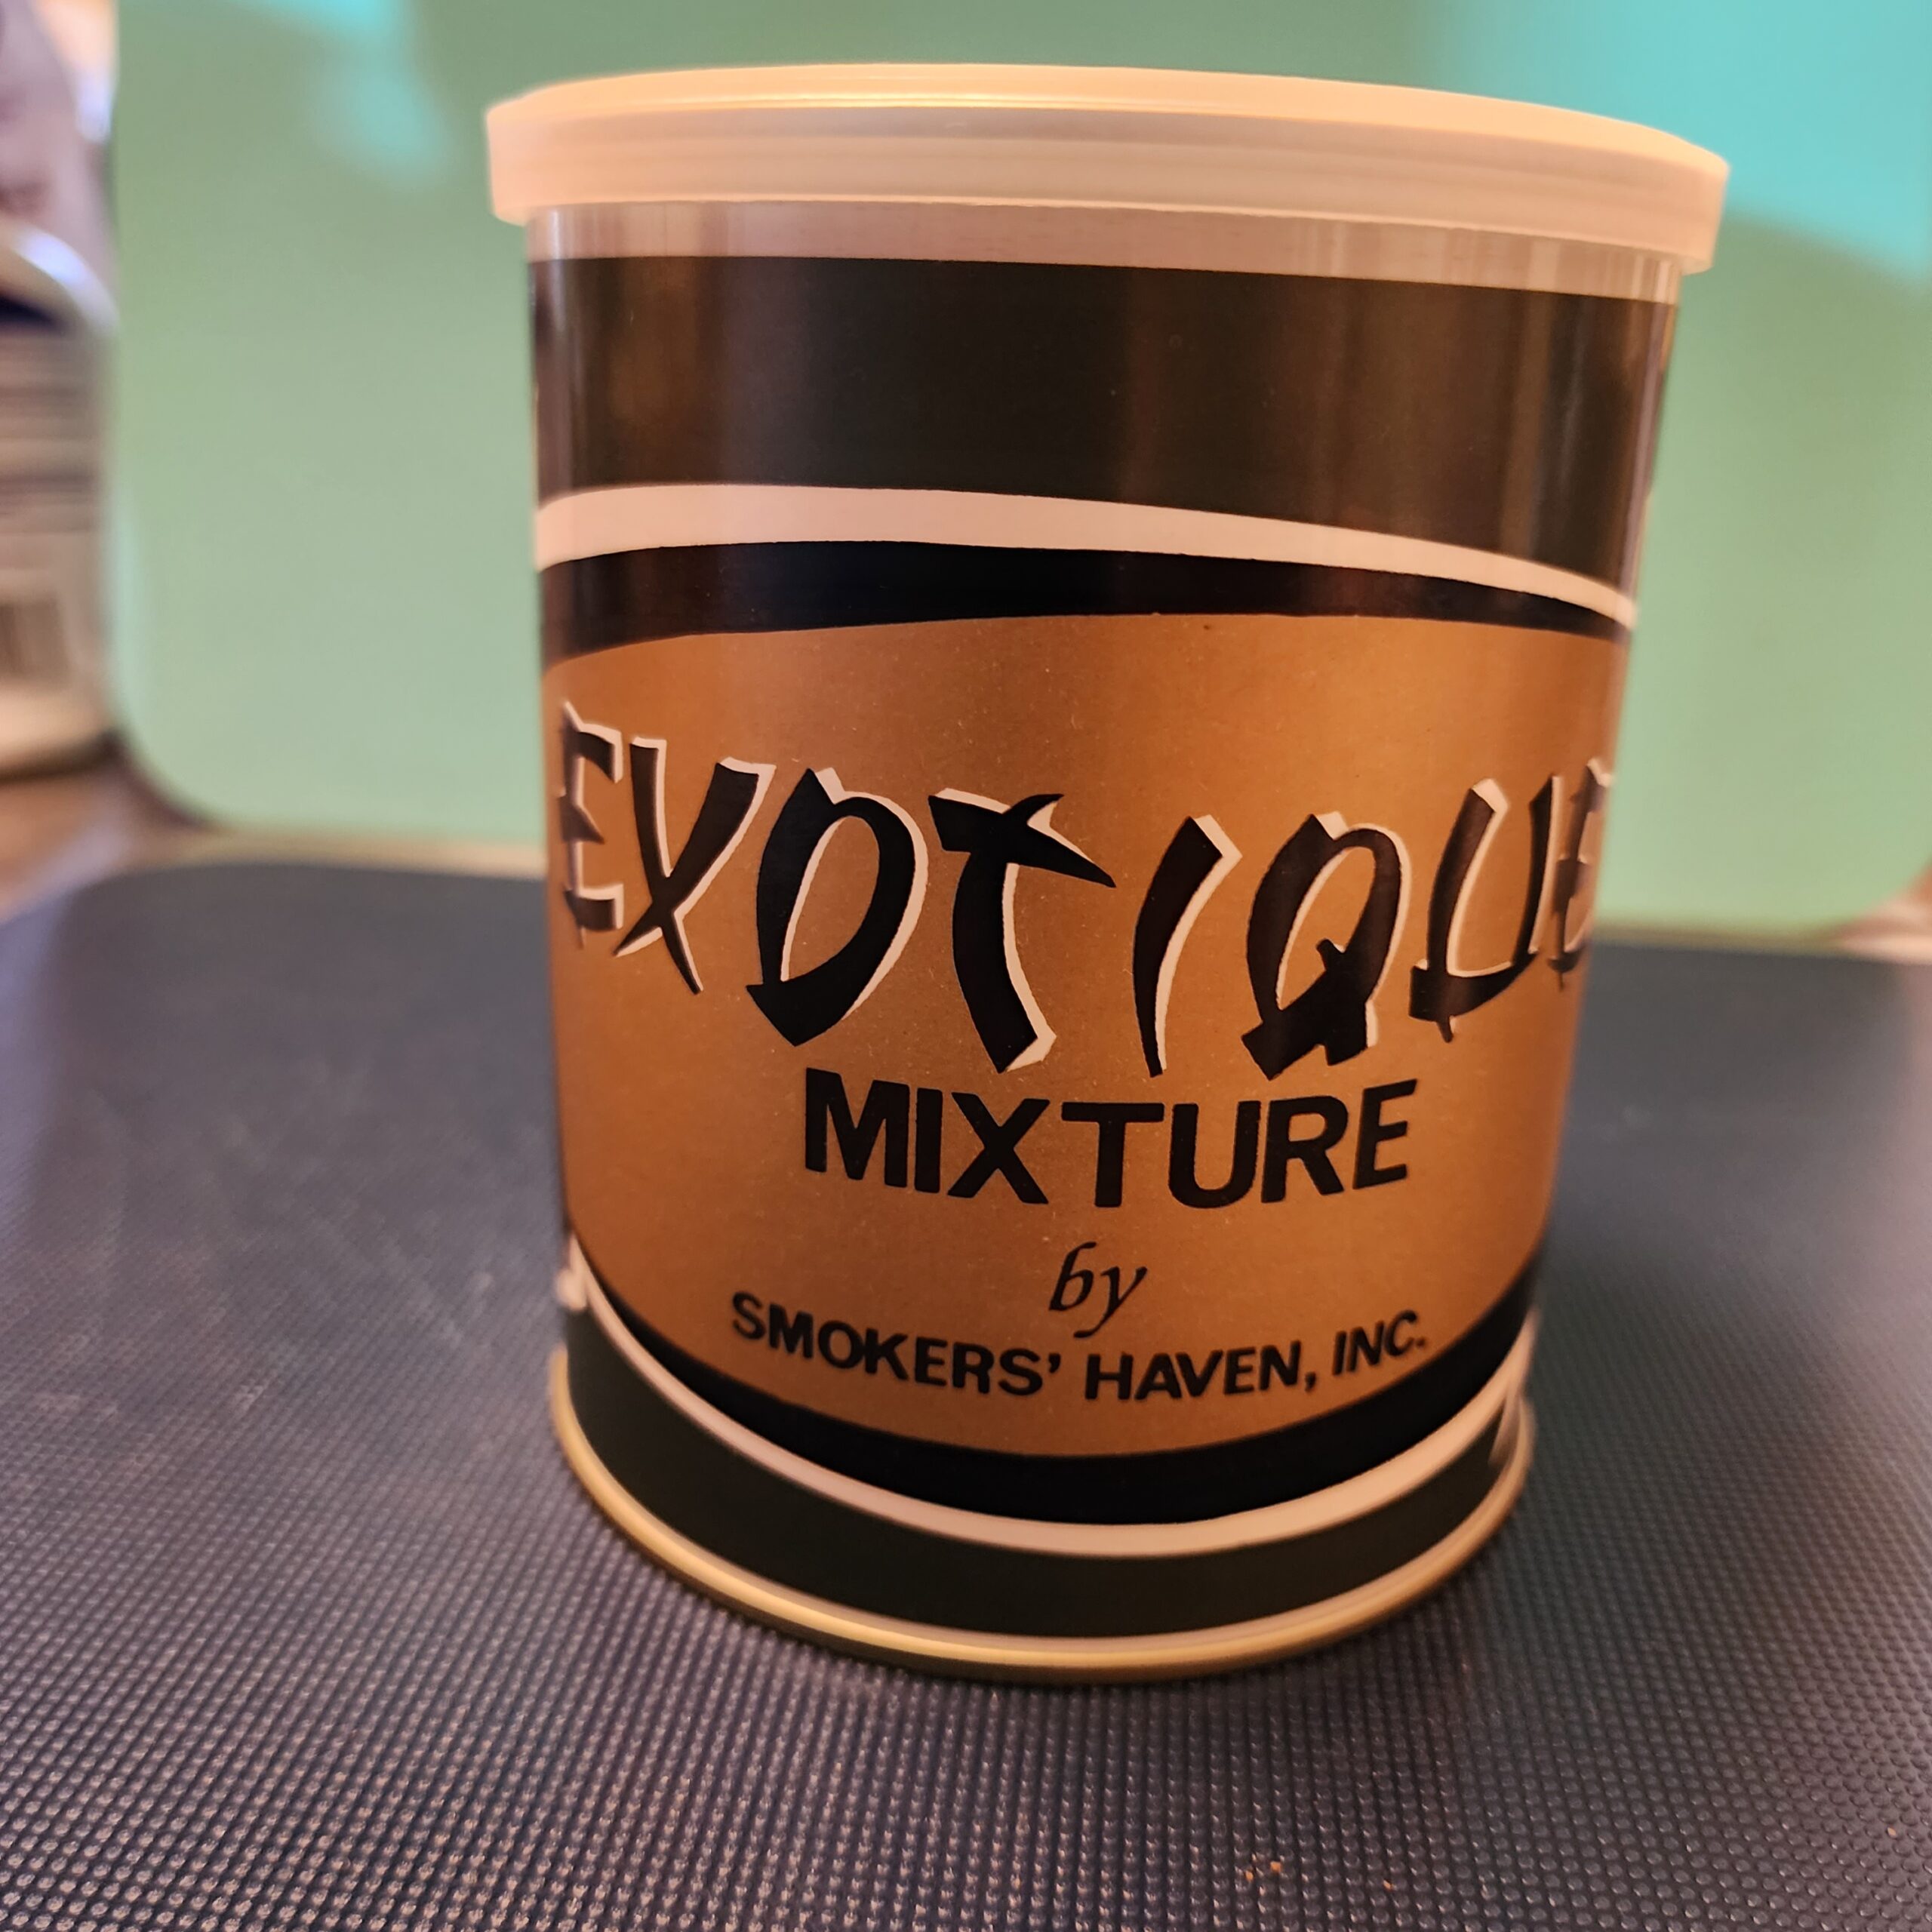 EXOTIQUE
MIXTURE
by
SMOKERS' HAVEN, INC.